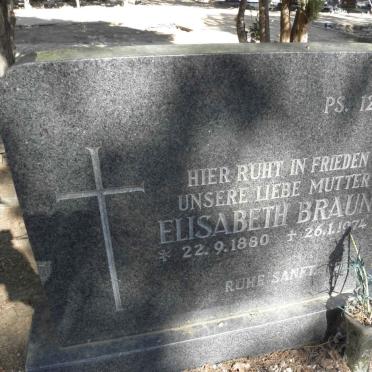 PS. 12
HIER RUHT IN FRIEDEN
UNSERE LIEBE MUTTER
ELISABETH BRAUN
* 22.9.1880 + 26.1.1974
RUHE SANFT